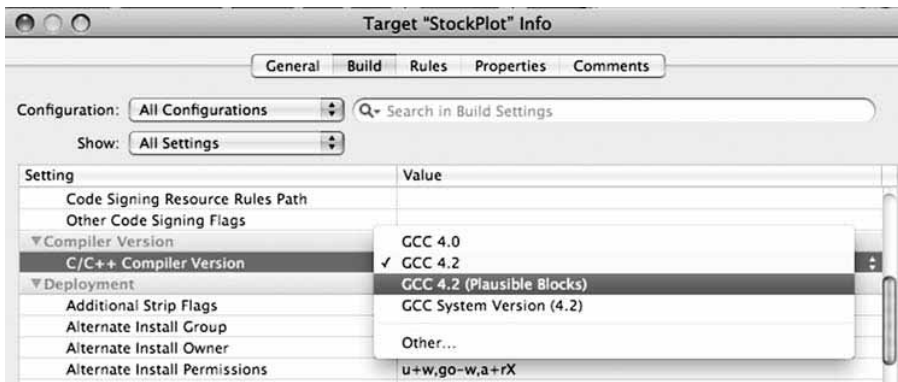 Target “StockPlot” Info
General Build Rules Properties Comments
Configuration: All Configurations Search in Build Settings
Show: All Settings
Setting Value
Code Signing Resource Rules Path
Other Code Signing Flags
Compiler Version GCC 4.0
C/C++ Compiler Version ✓ GCC 4.2
Deployment GCC 4.2 (Plausible Blocks)
Additional Strip Flags GCC System Version (4.2)
Alternate Install Group
Alternate Install Owner Other...
Alternate Install Permissions u+w,go-w,a+rX